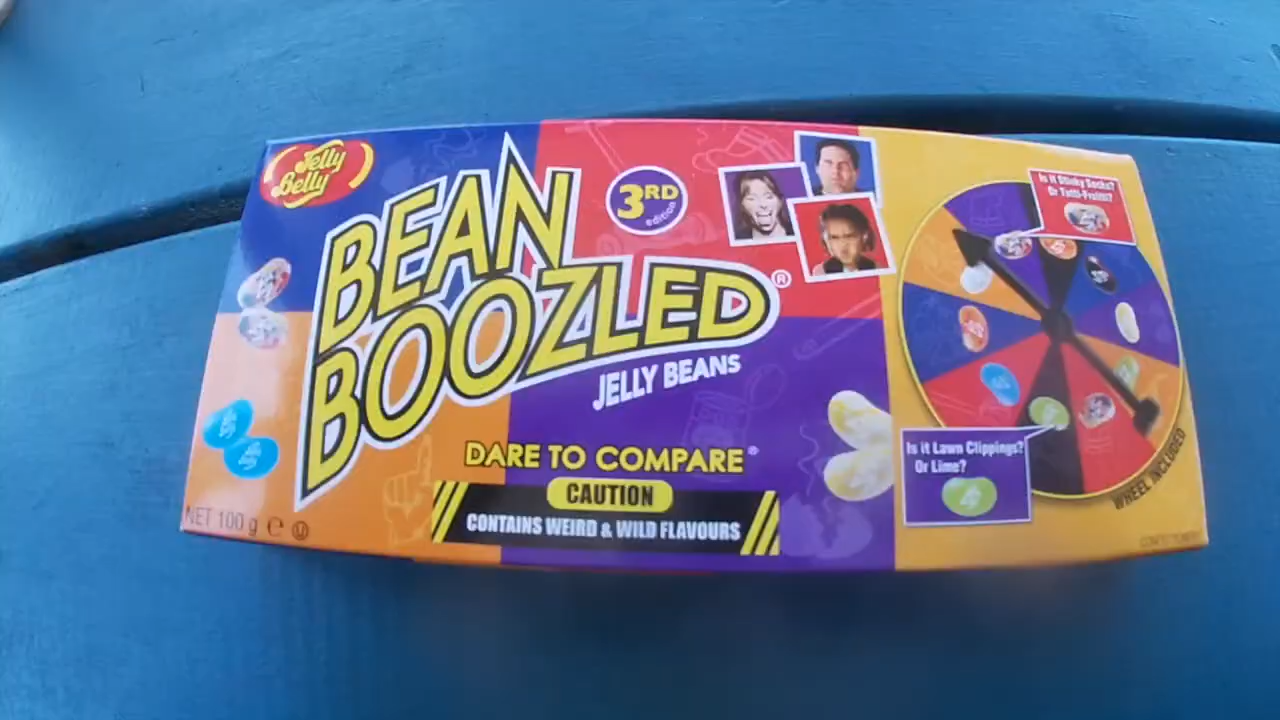 Jelly
Belly
BEAN
BOOZLED®
JELLY BEANS
3RD
edition
DARE TO COMPARE®
CAUTION
CONTAINS WEIRD & WILD FLAVOURS
NET 100 g e U
Is it Stinky Socks?
Or Tutti-Fruitti?
Is it Lawn Clippings?
Or Lime?
WHEEL INCLUDED
CONFECTIONERY